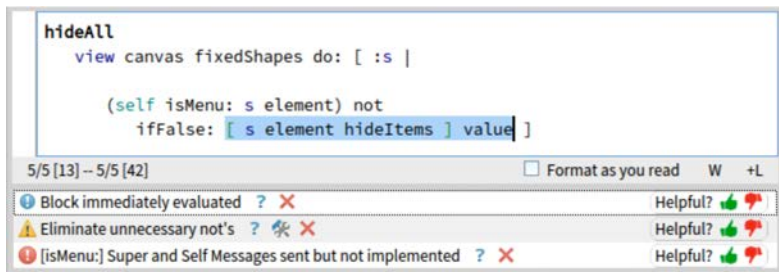 hideAll
view canvas fixedShapes do: [ :s |
(self isMenu: s element) not
ifFalse: [ s element hideItems ] value ]
5/5 [13] -- 5/5 [42] Format as you read W +L
Block immediately evaluated ? Helpful?
Eliminate unnecessary not's ? Helpful?
[isMenu:] Super and Self Messages sent but not implemented ? Helpful?